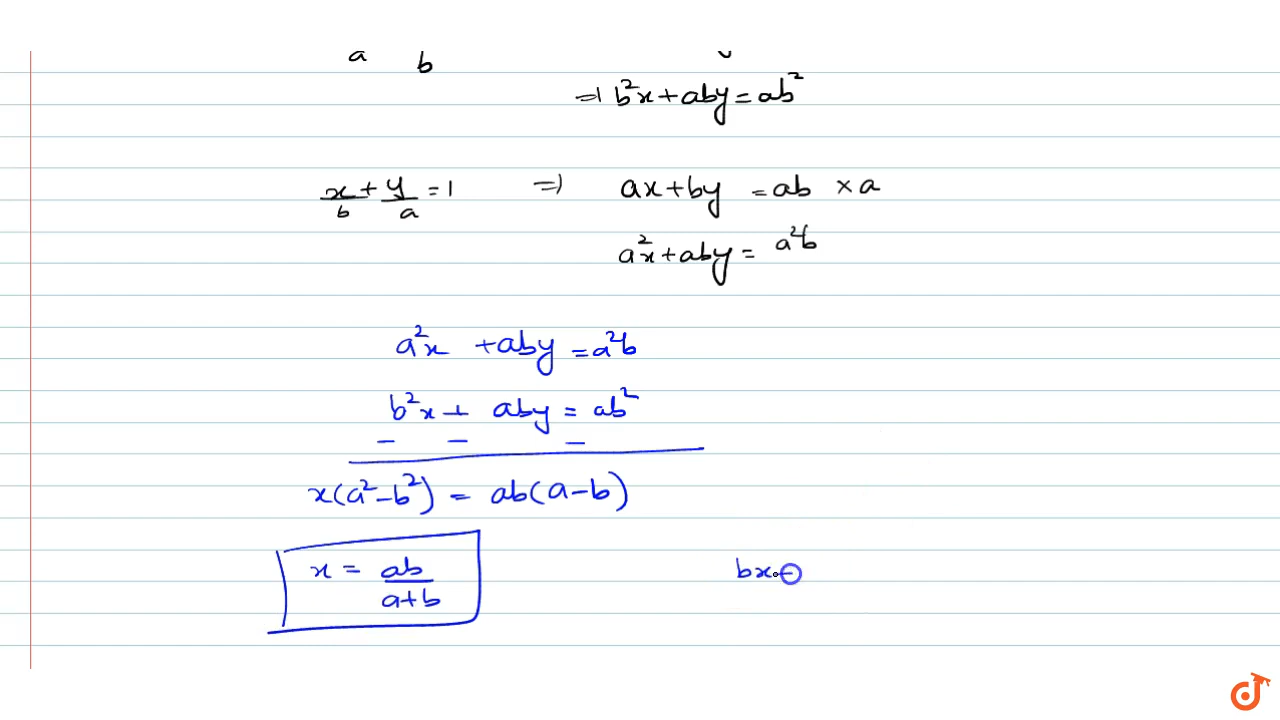 a b
⇒ b²x + aby = ab²
x/b + y/a = 1 ⇒ ax + by = ab × a
a²x + aby = a²b
a²x + aby = a²b
b²x + aby = ab²
− − −
x(a² − b²) = ab(a − b)
x = ab/(a+b) bx